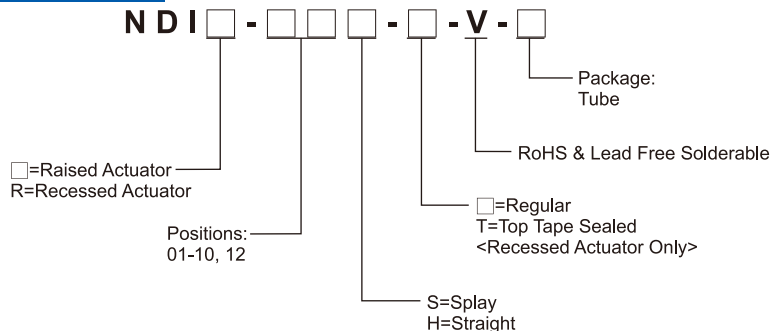 NDI□-□□□-□-V-□
Package:
Tube
RoHS & Lead Free Solderable
□=Raised Actuator
R=Recessed Actuator
□=Regular
T=Top Tape Sealed
<Recessed Actuator Only>
Positions:
01-10, 12
S=Splay
H=Straight